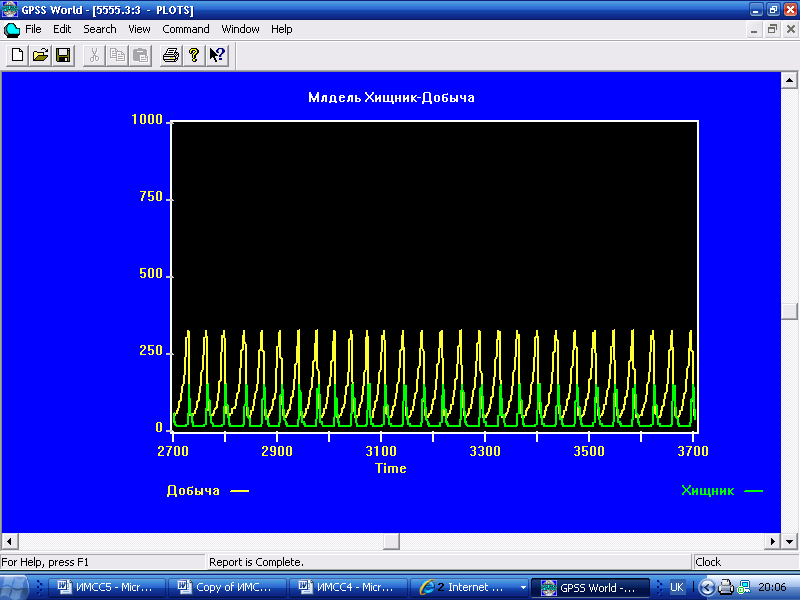 GPSS World - [5555.3:3 - PLOTS]
File Edit Search View Command Window Help
Млдель Хищник-Добыча
1000
750
500
250
0
2700 2900 3100 3300 3500 3700
Time
Добыча
Хищник
For Help, press F1
Report is Complete.
Clock
ИМСС5 - Micr...
Copy of ИМС...
ИМСС4 - Micr...
2 Internet ...
GPSS World -...
UK
20:06